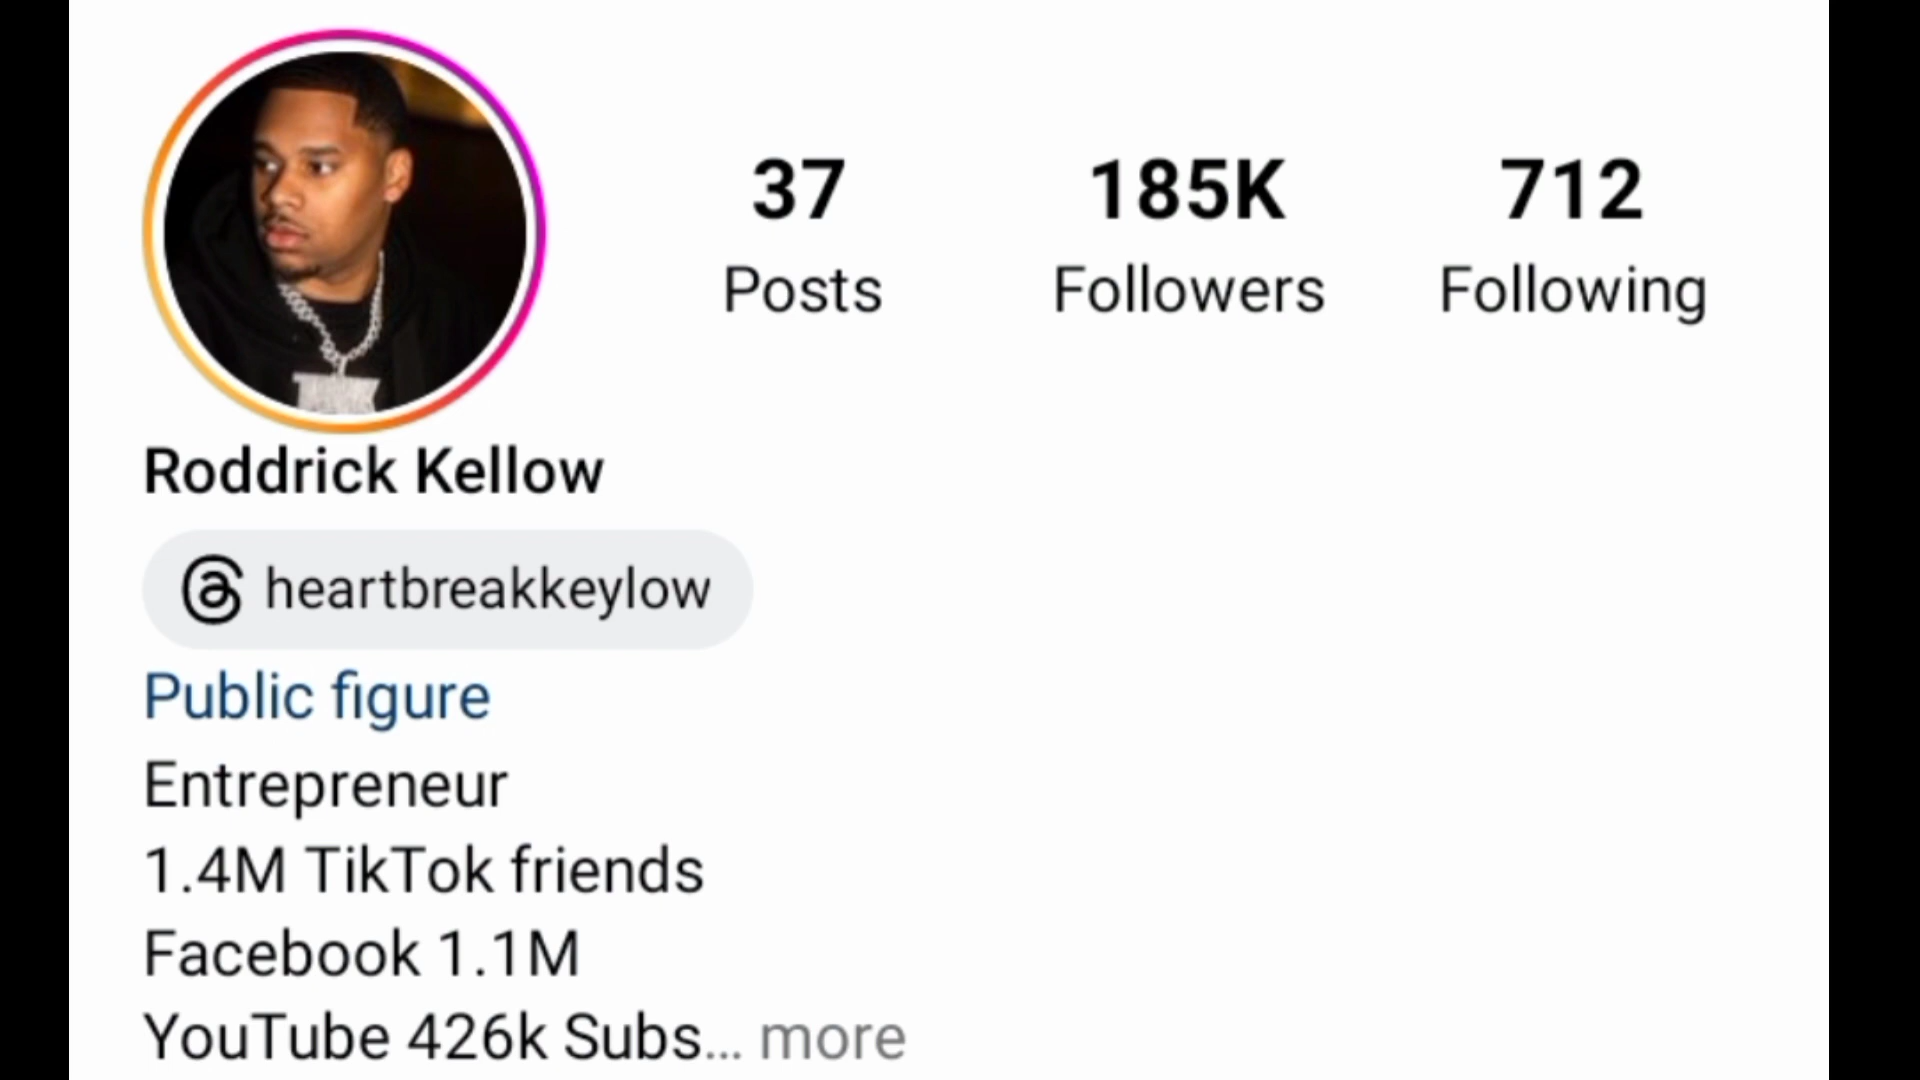 37 185K 712
Posts Followers Following
Roddrick Kellow
heartbreakkeylow
Public figure
Entrepreneur
1.4M TikTok friends
Facebook 1.1M
YouTube 426k Subs... more